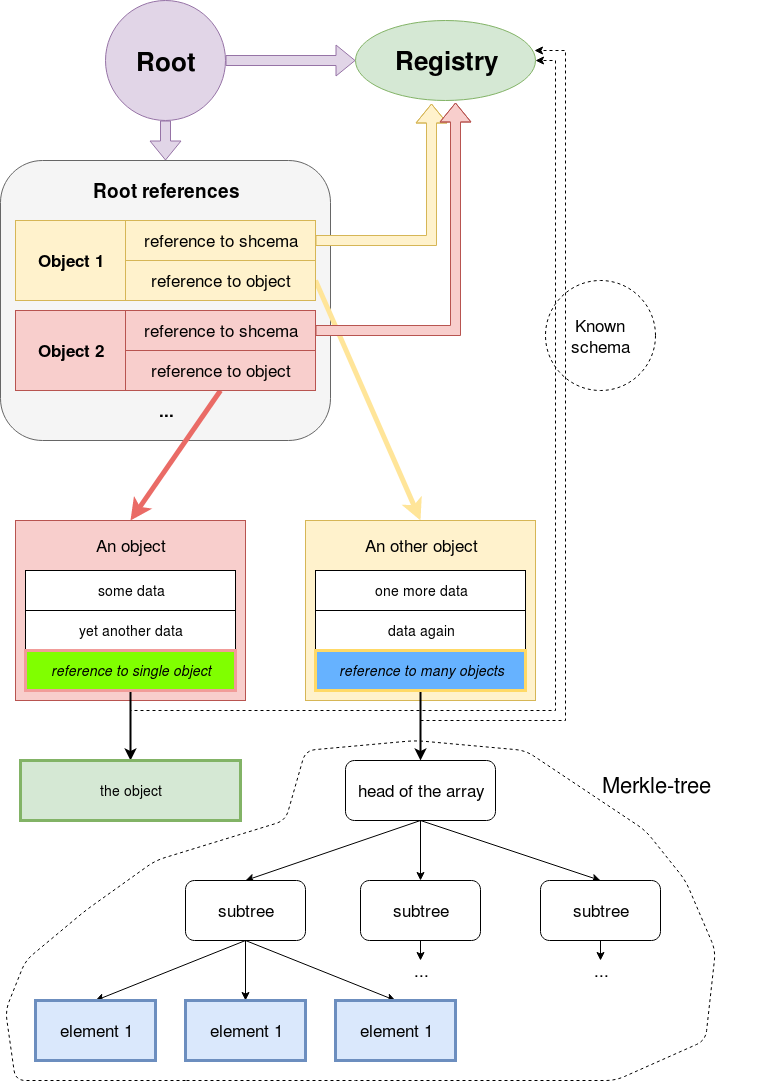 Root
Registry
Root references
Object 1
reference to shcema
reference to object
Object 2
reference to shcema
reference to object
...
Known
schema
An object
some data
yet another data
reference to single object
An other object
one more data
data again
reference to many objects
the object
head of the array
Merkle-tree
subtree
subtree
subtree
...
...
element 1
element 1
element 1